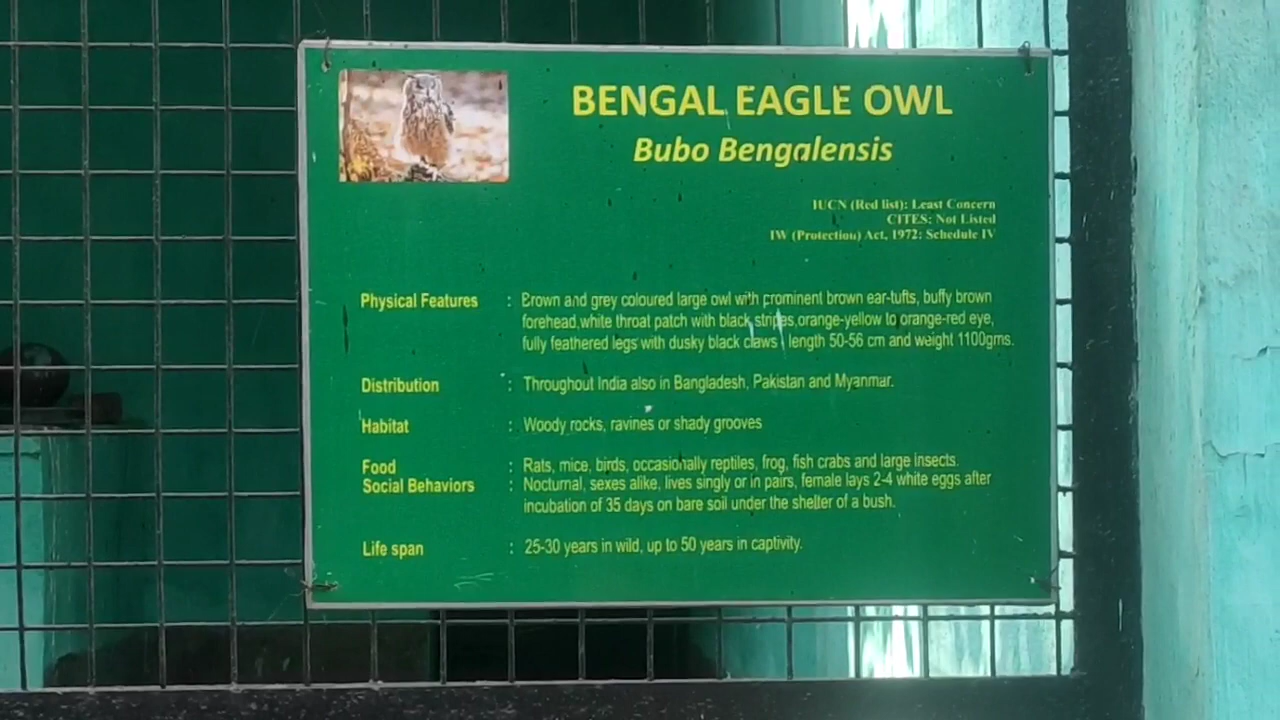 BENGAL EAGLE OWL
Bubo Bengalensis
IUCN (Red list): Least Concern
CITES: Not Listed
IW (Protection) Act, 1972: Schedule IV
Physical Features : Brown and grey coloured large owl with prominent brown ear-tufts, buffy brown
forehead,white throat patch with black stripes,orange-yellow to orange-red eye,
fully feathered legs with dusky black claws length 50-56 cm and weight 1100gms.
Distribution : Throughout India also in Bangladesh, Pakistan and Myanmar.
Habitat : Woody rocks, ravines or shady grooves
Food : Rats, mice, birds, occasionally reptiles, frog, fish crabs and large insects.
Social Behaviors : Nocturnal, sexes alike, lives singly or in pairs, female lays 2-4 white eggs after
incubation of 35 days on bare soil under the shelter of a bush.
Life span : 25-30 years in wild, up to 50 years in captivity.